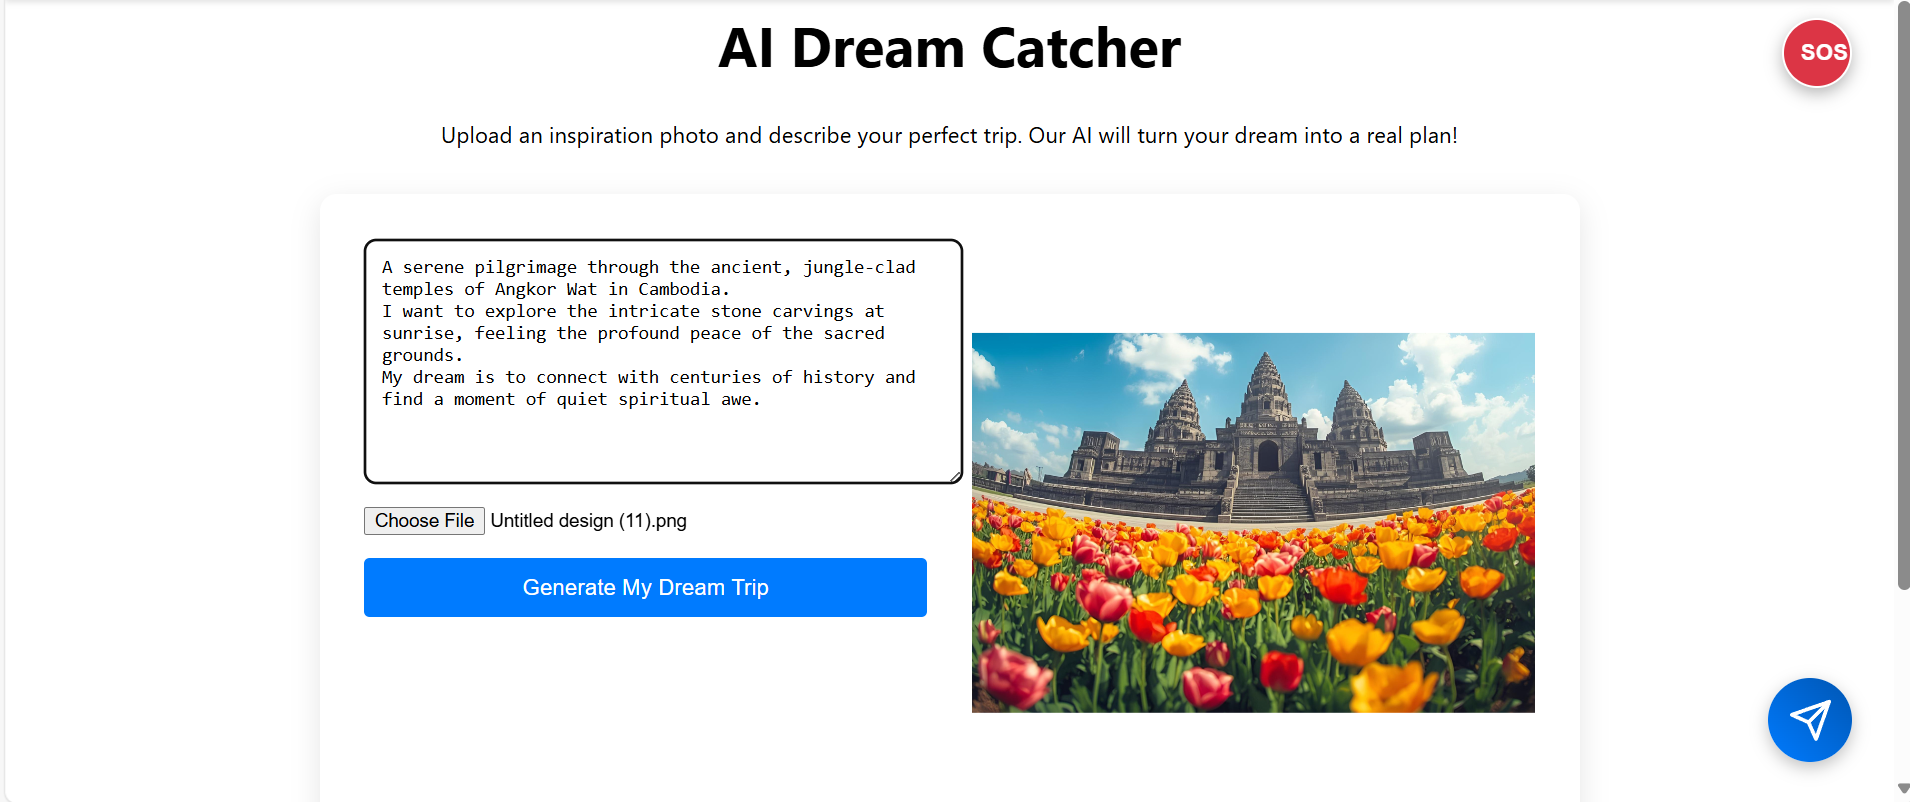 AI Dream Catcher
SOS
Upload an inspiration photo and describe your perfect trip. Our AI will turn your dream into a real plan!
A serene pilgrimage through the ancient, jungle-clad
temples of Angkor Wat in Cambodia.
I want to explore the intricate stone carvings at
sunrise, feeling the profound peace of the sacred
grounds.
My dream is to connect with centuries of history and
find a moment of quiet spiritual awe.
Choose File Untitled design (11).png
Generate My Dream Trip